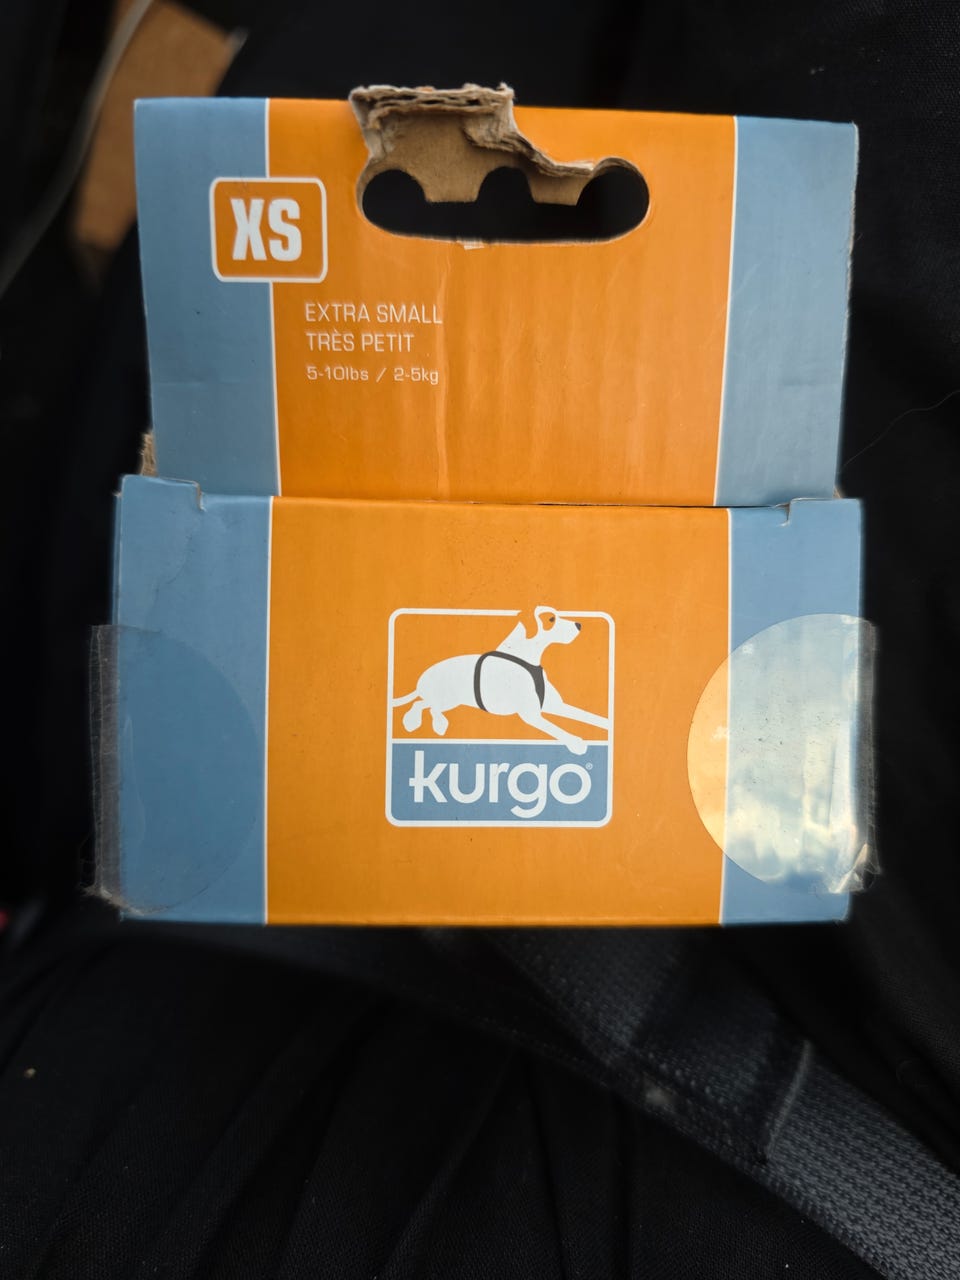 XS
EXTRA SMALL
TRÈS PETIT
5-10lbs / 2-5kg
kurgo®